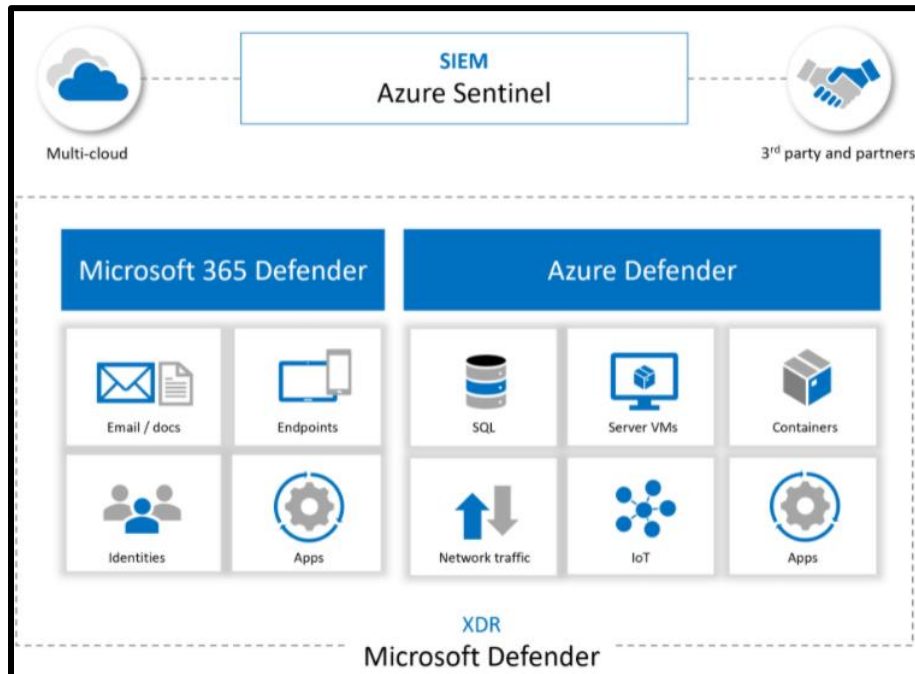 SIEM
Azure Sentinel
Multi-cloud
3rd party and partners
Microsoft 365 Defender
Azure Defender
Email / docs
Endpoints
SQL
Server VMs
Containers
Identities
Apps
Network traffic
IoT
Apps
XDR
Microsoft Defender